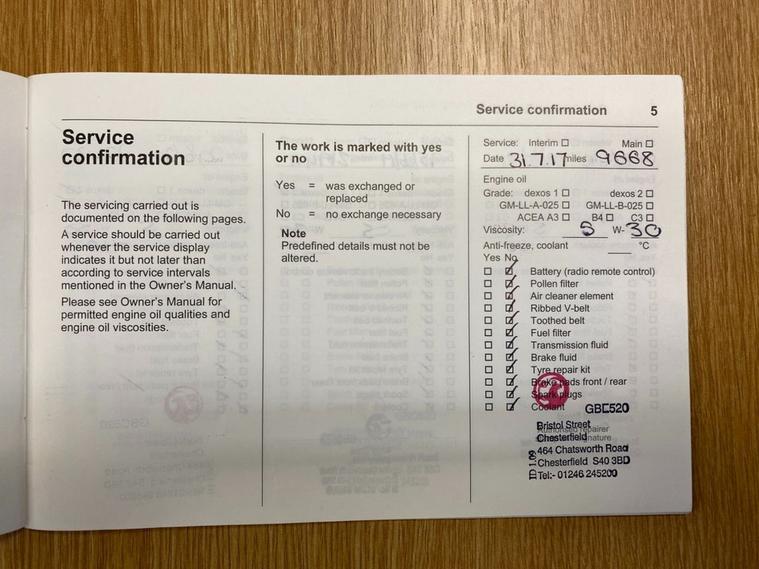 Service confirmation 5
Service
confirmation
The servicing carried out is
documented on the following pages.
A service should be carried out
whenever the service display
indicates it but not later than
according to service intervals
mentioned in the Owner's Manual.
Please see Owner's Manual for
permitted engine oil qualities and
engine oil viscosities.
The work is marked with yes
or no
Yes = was exchanged or
replaced
No = no exchange necessary
Note
Predefined details must not be
altered.
Service: Interim ☐ Main ☐
Date 31.7.17 miles 9668
Engine oil
Grade: dexos 1 ☐ dexos 2 ☐
GM-LL-A-025 ☐ GM-LL-B-025 ☐
ACEA A3 ☐ B4 ☐ C3 ☐
Viscosity: 5 W-30
Anti-freeze, coolant ___ °C
Yes No
☐ ☑ Battery (radio remote control)
☐ ☑ Pollen filter
☐ ☑ Air cleaner element
☐ ☑ Ribbed V-belt
☐ ☑ Toothed belt
☐ ☑ Fuel filter
☐ ☑ Transmission fluid
☐ ☑ Brake fluid
☐ ☑ Tyre repair kit
☐ ☑ Brake pads front / rear
☐ ☑ Spark plugs
☐ ☑ Coolant GBE520
Bristol Street
Authorised repairer
Chesterfield
464 Chatsworth Road
Chesterfield S40 3BD
Tel:- 01246 245200